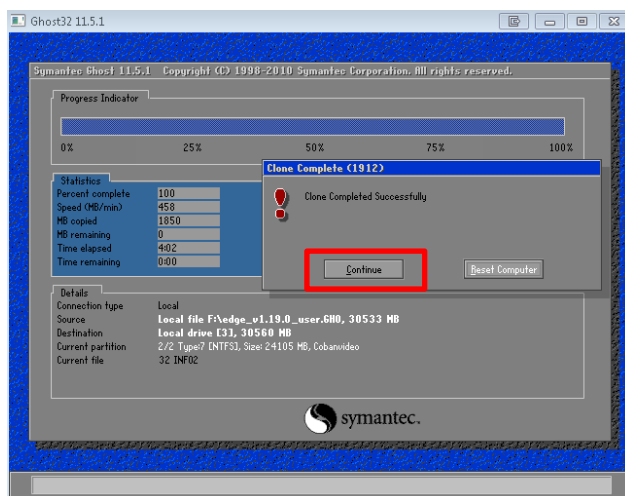 Ghost32 11.5.1
Symantec Ghost 11.5.1 Copyright (C) 1998-2010 Symantec Corporation. All rights reserved.
Progress Indicator
0% 25% 50% 75% 100%
Clone Complete (1912)
Clone Completed Successfully
Continue Reset Computer
Statistics
Percent complete 100
Speed (MB/min) 458
MB copied 1850
MB remaining 0
Time elapsed 4:02
Time remaining 0:00
Details
Connection type Local
Source Local file F:\edge_v1.19.0_user.GHO, 30533 MB
Destination Local drive [3], 30560 MB
Current partition 2/2 Type:7 [NTFS], Size: 24105 MB, Cobanvideo
Current file 32 INFO2
symantec.